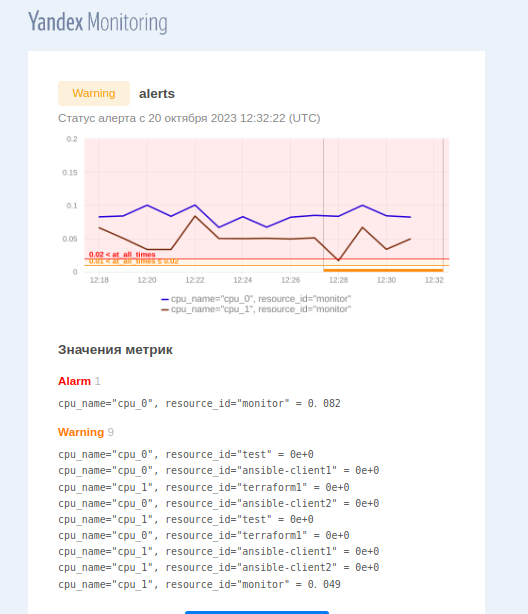 Yandex Monitoring
Warning alerts
Статус алерта с 20 октября 2023 12:32:22 (UTC)
0.2
0.15
0.1
0.05
0.02 < at_all_times
0.01 < at_all_times ≤ 0.02
0
12:18 12:20 12:22 12:24 12:26 12:28 12:30 12:32
cpu_name="cpu_0", resource_id="monitor"
cpu_name="cpu_1", resource_id="monitor"
Значения метрик
Alarm 1
cpu_name="cpu_0", resource_id="monitor" = 0. 082
Warning 9
cpu_name="cpu_0", resource_id="test" = 0e+0
cpu_name="cpu_0", resource_id="ansible-client1" = 0e+0
cpu_name="cpu_1", resource_id="terraform1" = 0e+0
cpu_name="cpu_0", resource_id="ansible-client2" = 0e+0
cpu_name="cpu_1", resource_id="test" = 0e+0
cpu_name="cpu_0", resource_id="terraform1" = 0e+0
cpu_name="cpu_1", resource_id="ansible-client1" = 0e+0
cpu_name="cpu_1", resource_id="ansible-client2" = 0e+0
cpu_name="cpu_1", resource_id="monitor" = 0. 049